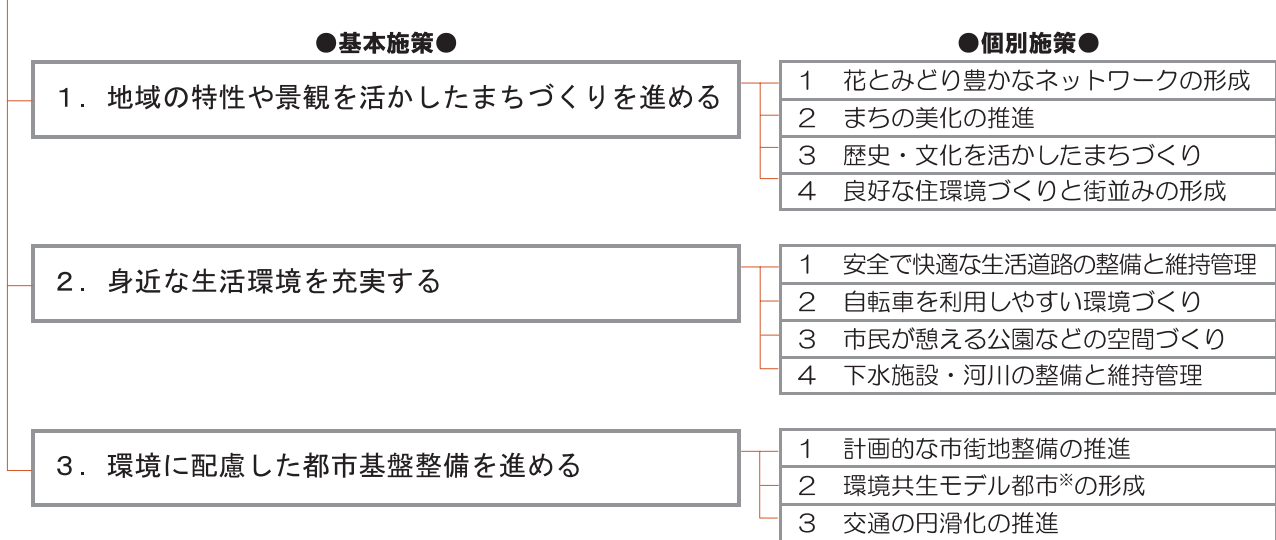 ●基本施策●
●個別施策●
1．地域の特性や景観を活かしたまちづくりを進める
1 花とみどり豊かなネットワークの形成
2 まちの美化の推進
3 歴史・文化を活かしたまちづくり
4 良好な住環境づくりと街並みの形成
2．身近な生活環境を充実する
1 安全で快適な生活道路の整備と維持管理
2 自転車を利用しやすい環境づくり
3 市民が憩える公園などの空間づくり
4 下水施設・河川の整備と維持管理
3．環境に配慮した都市基盤整備を進める
1 計画的な市街地整備の推進
2 環境共生モデル都市※の形成
3 交通の円滑化の推進